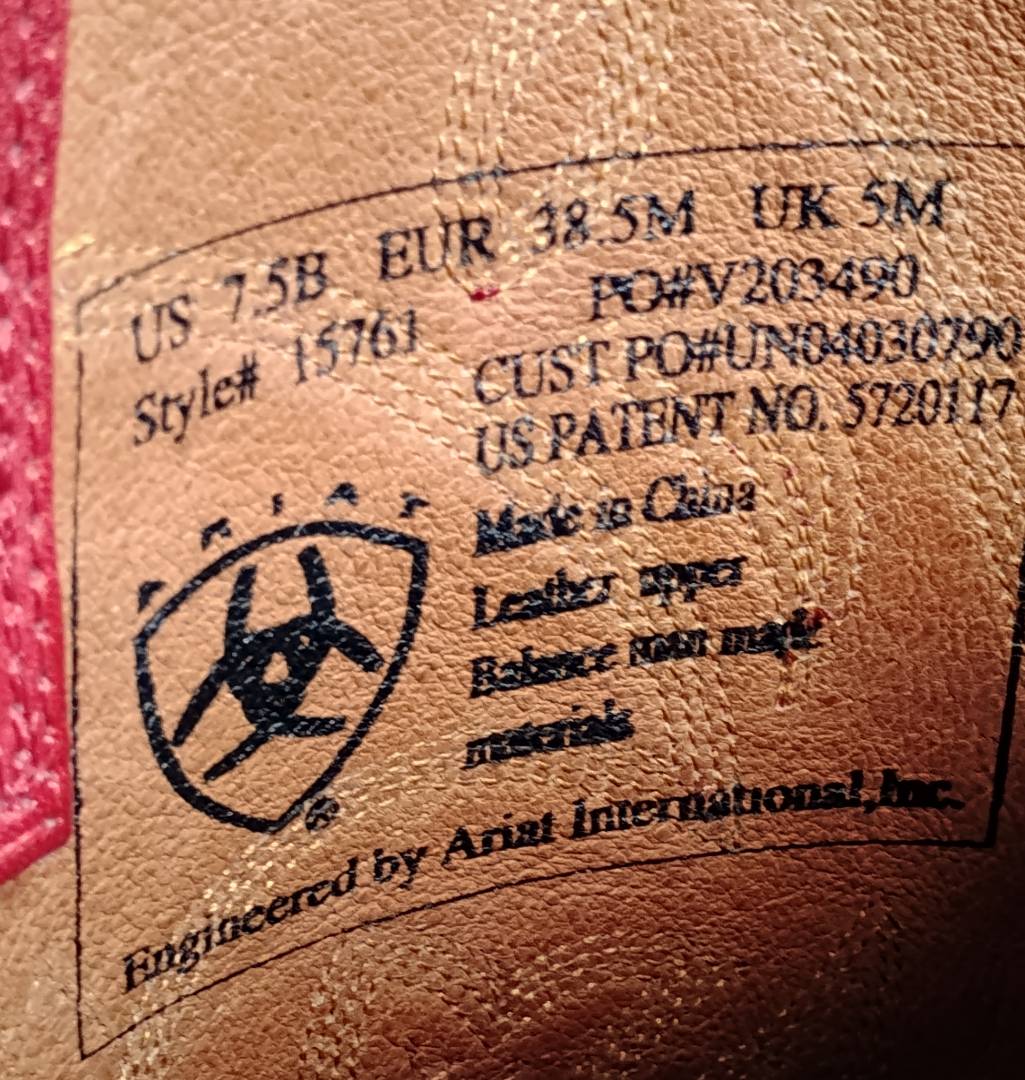 US 7.5B EUR 38.5M UK 5M
Style# 15761
PO#V203490
CUST PO#UN04030790
US PATENT NO. 5720117
Made in China
Leather upper
Balance man made
materials
ARIAT
®
Engineered by Ariat International,Inc.